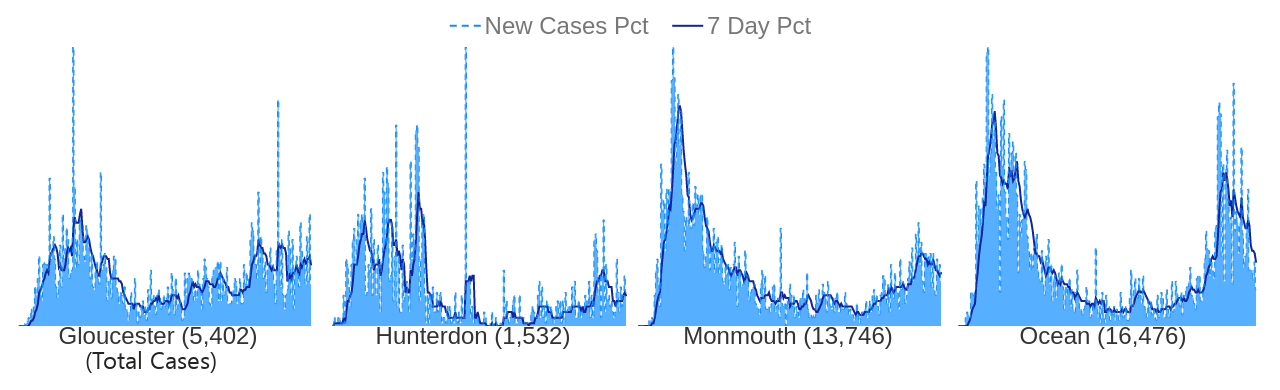 New Cases Pct 7 Day Pct
Gloucester (5,402) Hunterdon (1,532) Monmouth (13,746) Ocean (16,476)
(Total Cases)